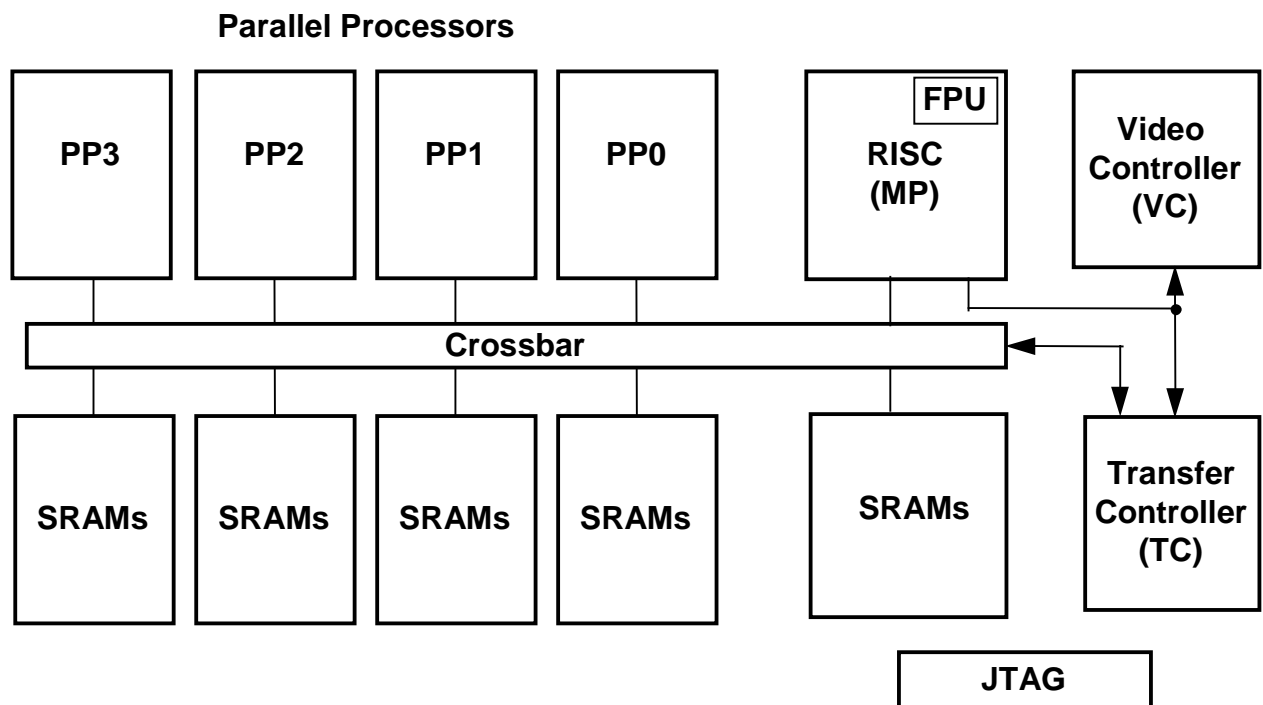 Parallel Processors
PP3
PP2
PP1
PP0
FPU
RISC
(MP)
Video
Controller
(VC)
Crossbar
SRAMs
SRAMs
SRAMs
SRAMs
SRAMs
Transfer
Controller
(TC)
JTAG